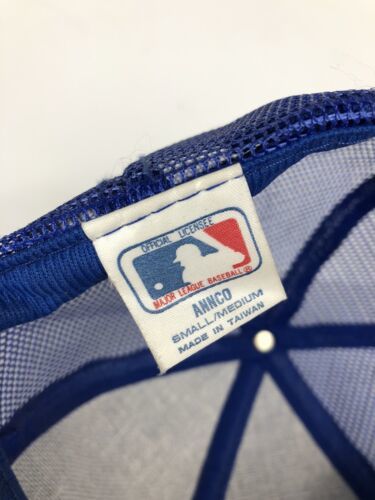 OFFICIAL LICENSEE
MAJOR LEAGUE BASEBALL®
ANNCO
SMALL/MEDIUM
MADE IN TAIWAN